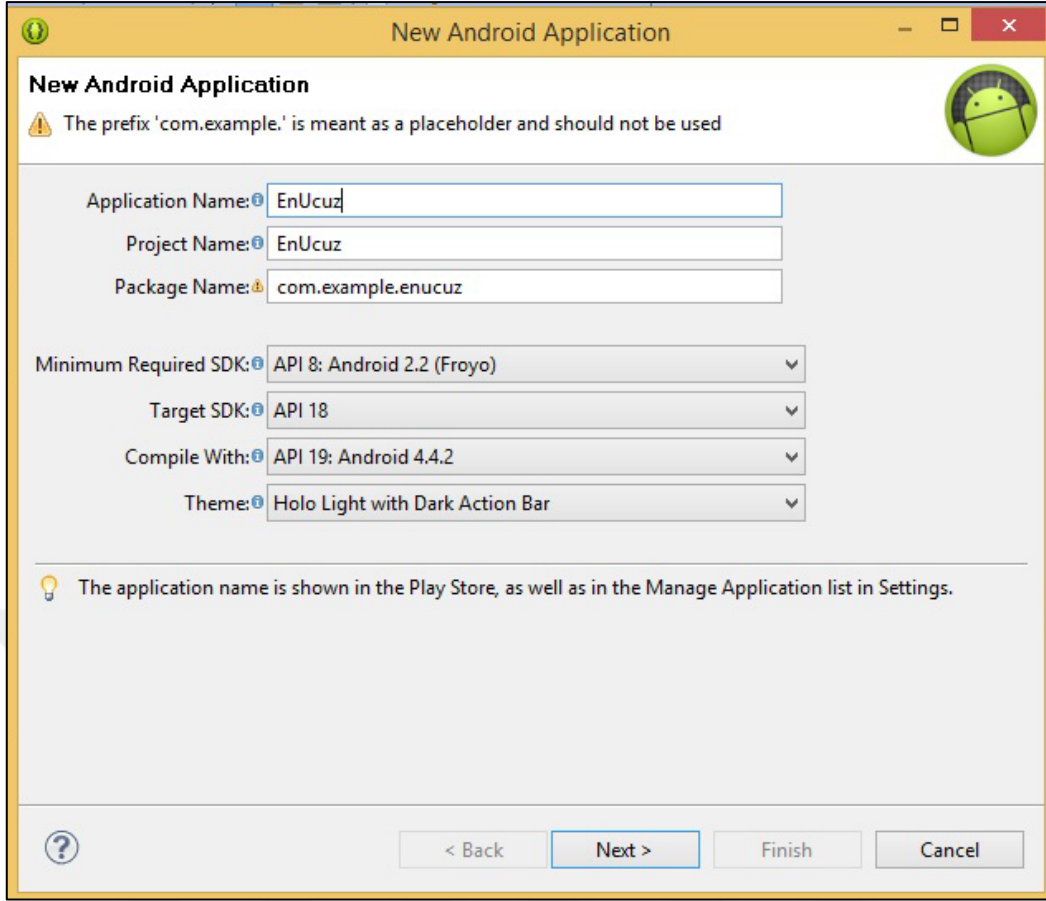 New Android Application
New Android Application
The prefix 'com.example.' is meant as a placeholder and should not be used
Application Name: EnUcuz
Project Name: EnUcuz
Package Name: com.example.enucuz
Minimum Required SDK: API 8: Android 2.2 (Froyo)
Target SDK: API 18
Compile With: API 19: Android 4.4.2
Theme: Holo Light with Dark Action Bar
The application name is shown in the Play Store, as well as in the Manage Application list in Settings.
? < Back Next > Finish Cancel